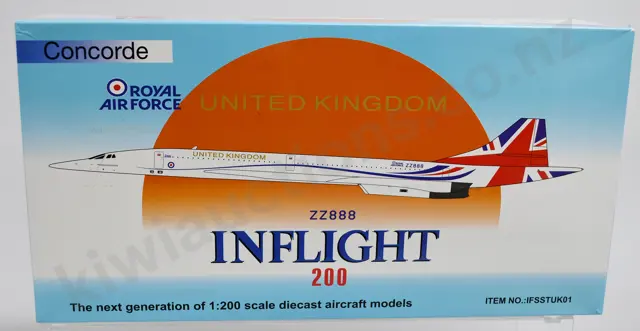 Concorde
ROYAL
AIR FORCE
UNITED KINGDOM
UNITED KINGDOM
ZZ888
ZZ888
INFLIGHT
200
The next generation of 1:200 scale diecast aircraft models
ITEM NO.:IFSSTUK01